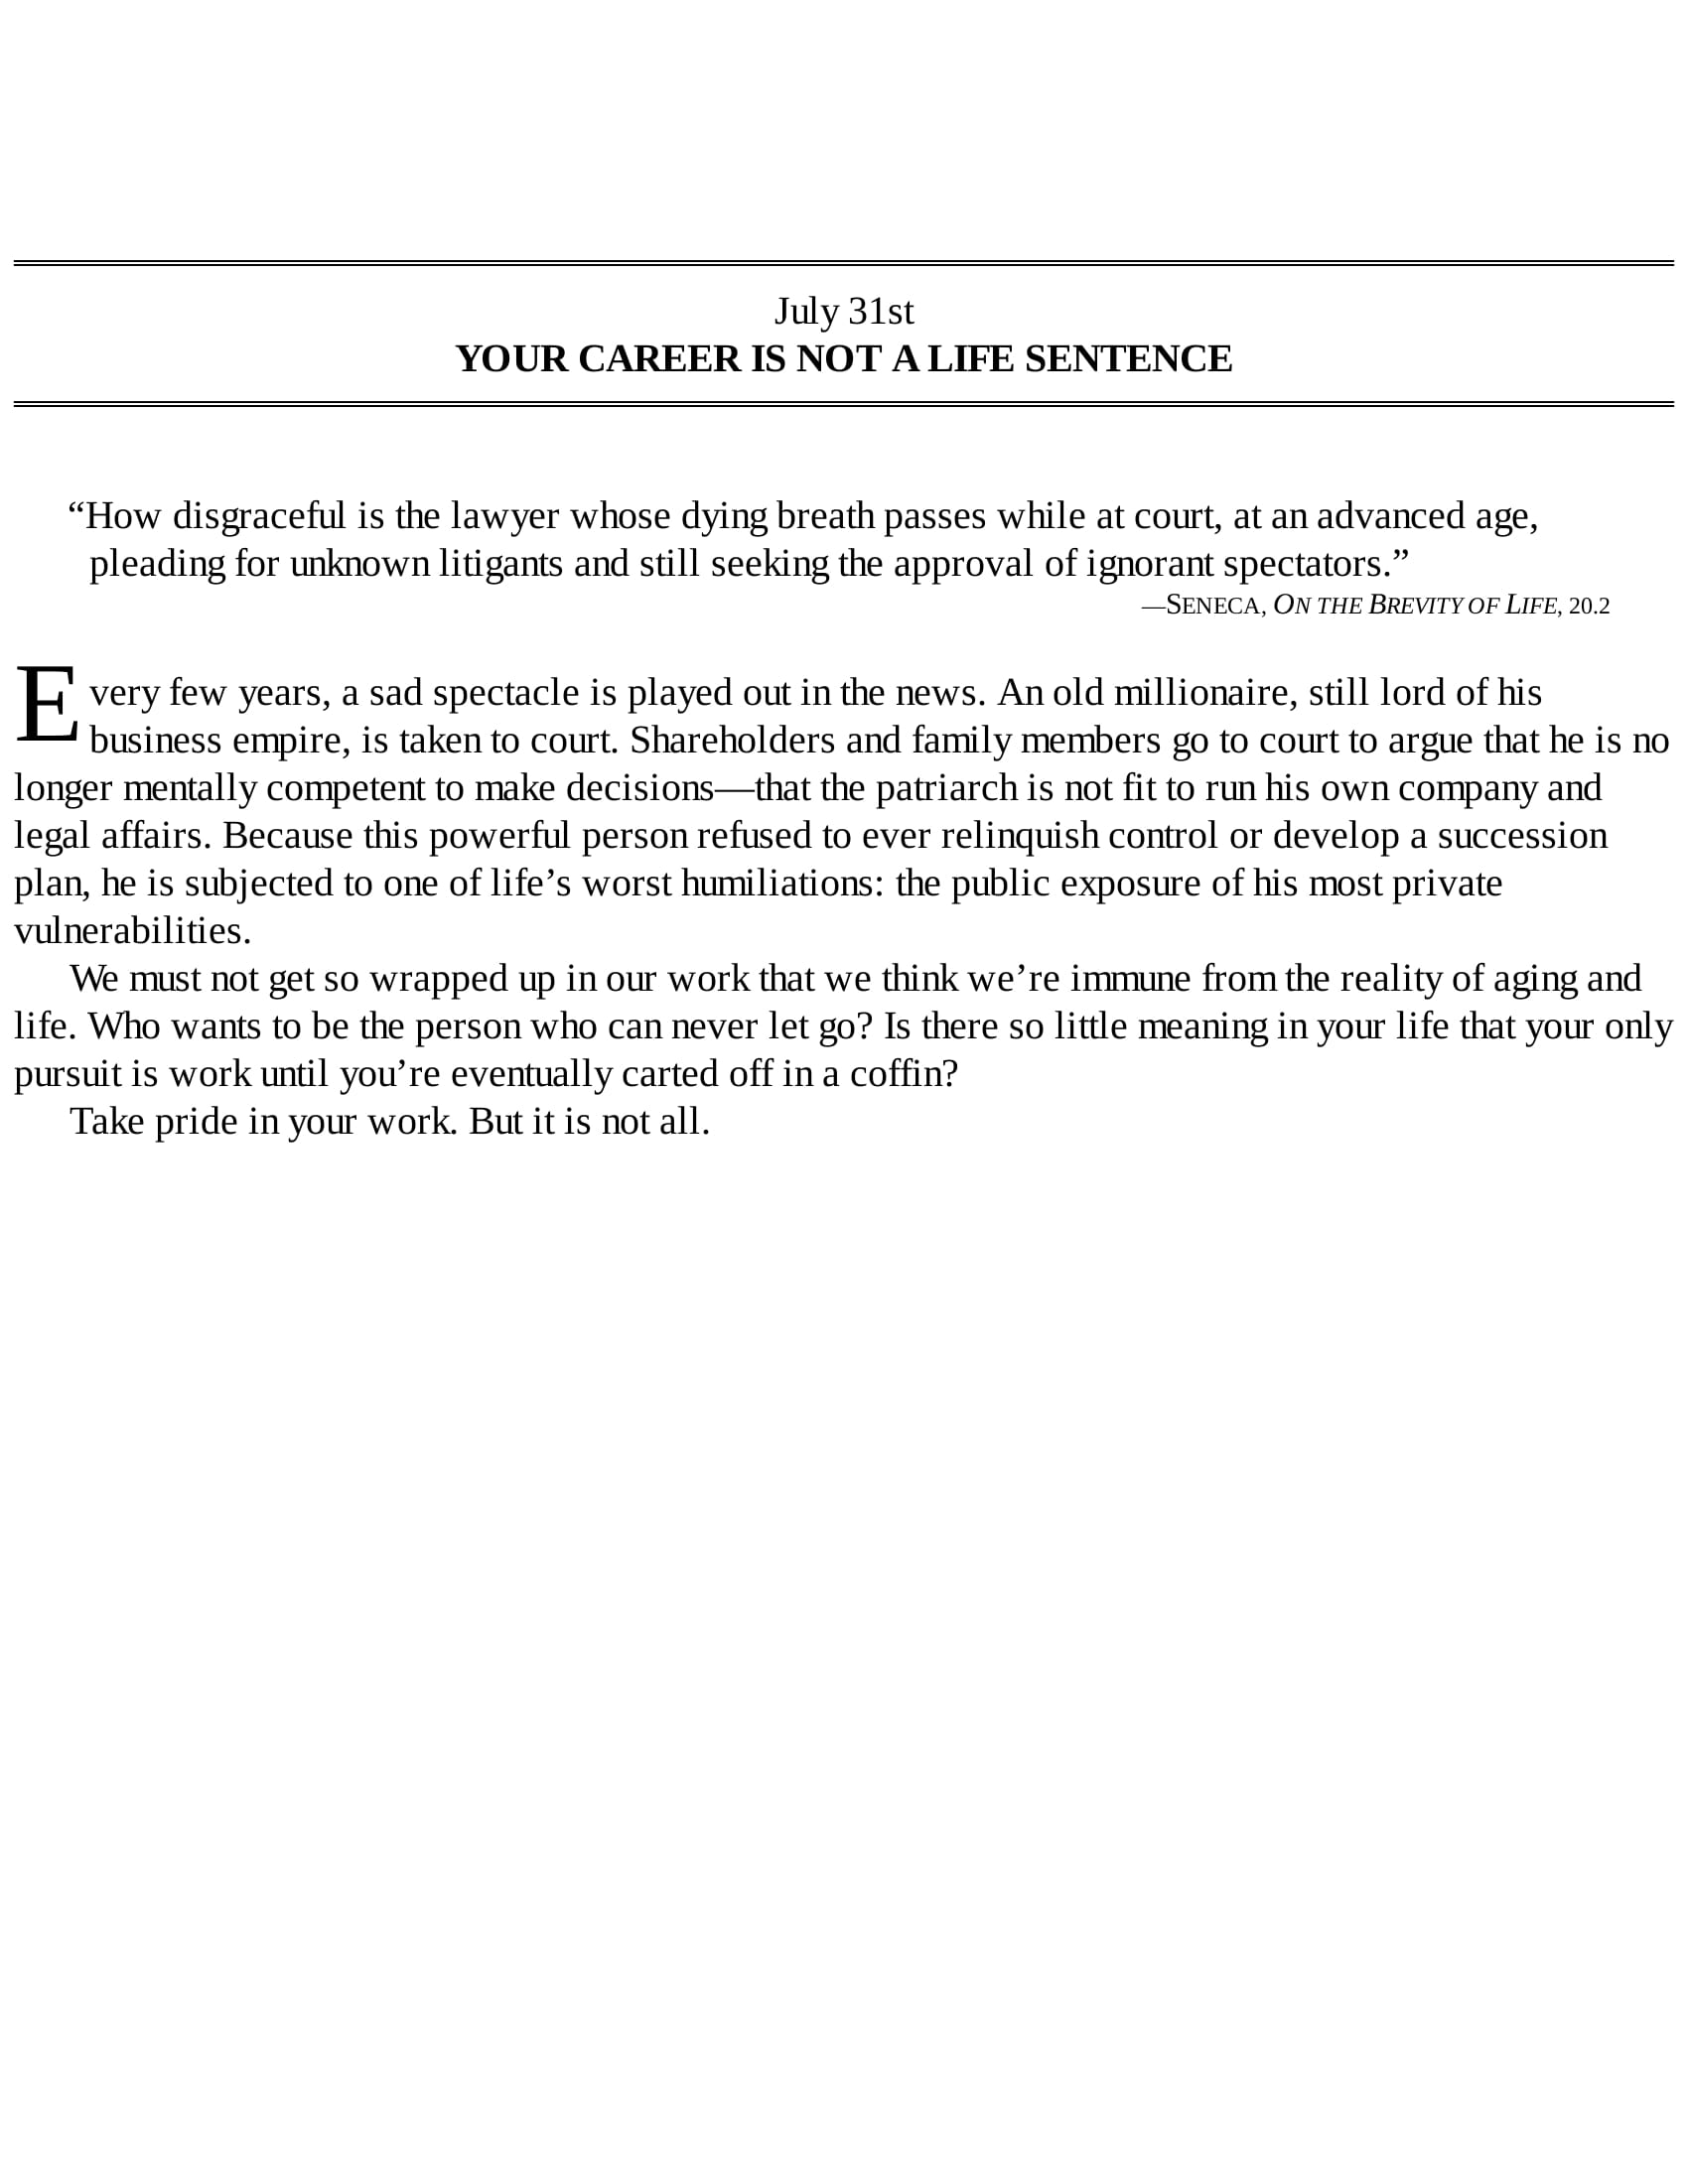 July 31st
YOUR CAREER IS NOT A LIFE SENTENCE
“How disgraceful is the lawyer whose dying breath passes while at court, at an advanced age,
pleading for unknown litigants and still seeking the approval of ignorant spectators.”
—SENECA, ON THE BREVITY OF LIFE, 20.2
Every few years, a sad spectacle is played out in the news. An old millionaire, still lord of his
business empire, is taken to court. Shareholders and family members go to court to argue that he is no
longer mentally competent to make decisions—that the patriarch is not fit to run his own company and
legal affairs. Because this powerful person refused to ever relinquish control or develop a succession
plan, he is subjected to one of life’s worst humiliations: the public exposure of his most private
vulnerabilities.
We must not get so wrapped up in our work that we think we’re immune from the reality of aging and
life. Who wants to be the person who can never let go? Is there so little meaning in your life that your only
pursuit is work until you’re eventually carted off in a coffin?
Take pride in your work. But it is not all.